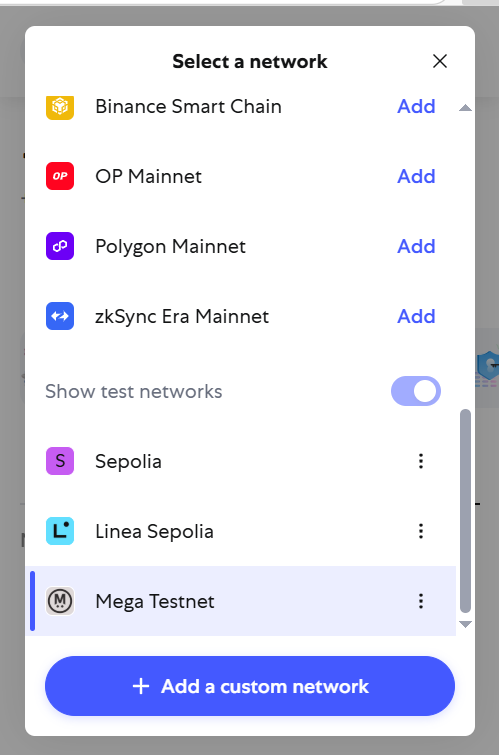 Select a network
Binance Smart Chain Add
OP OP Mainnet Add
Polygon Mainnet Add
zkSync Era Mainnet Add
Show test networks
S Sepolia
L Linea Sepolia
M Mega Testnet
+ Add a custom network